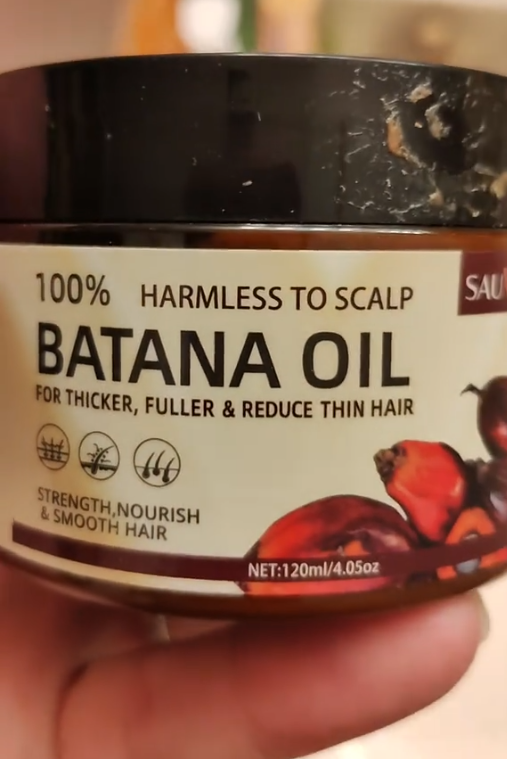 100% HARMLESS TO SCALP
SAU
BATANA OIL
FOR THICKER, FULLER & REDUCE THIN HAIR
STRENGTH,NOURISH
& SMOOTH HAIR
NET:120ml/4.05oz